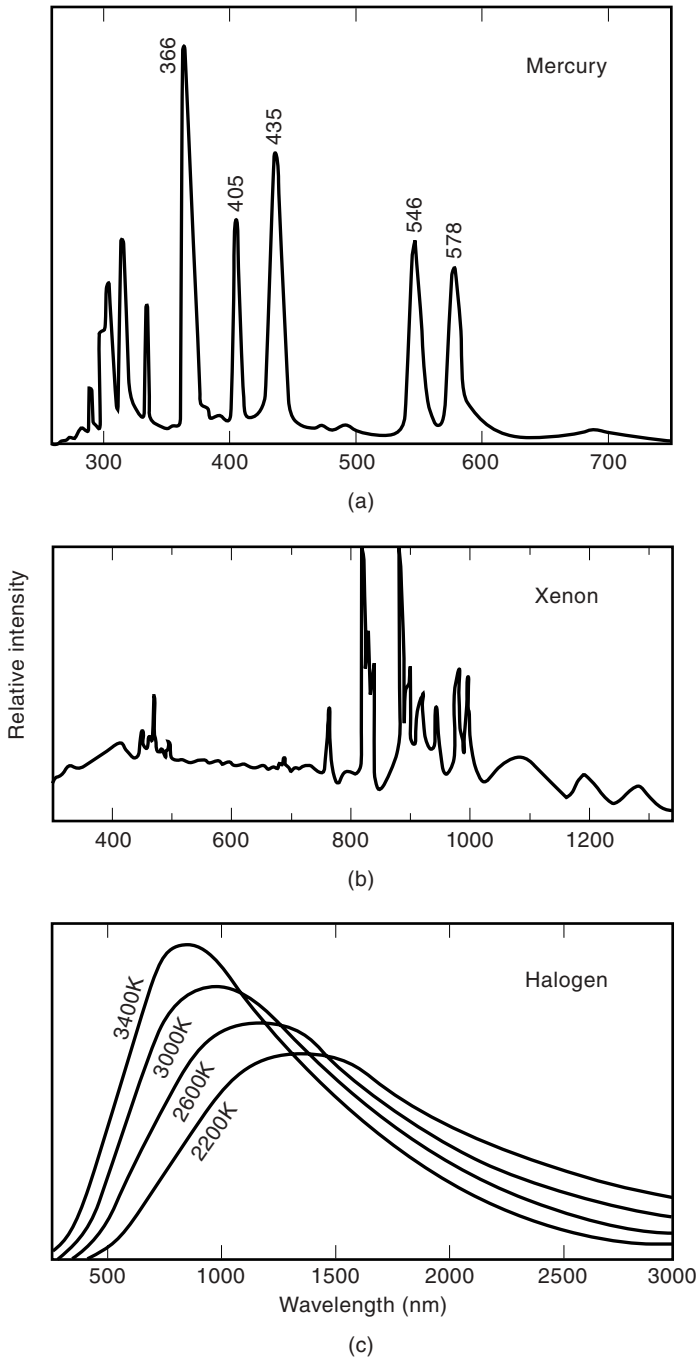 366
Mercury
435
405
546
578
300 400 500 600 700
(a)
Relative intensity
Xenon
400 600 800 1000 1200
(b)
Halogen
3400K
3000K
2600K
2200K
500 1000 1500 2000 2500 3000
Wavelength (nm)
(c)